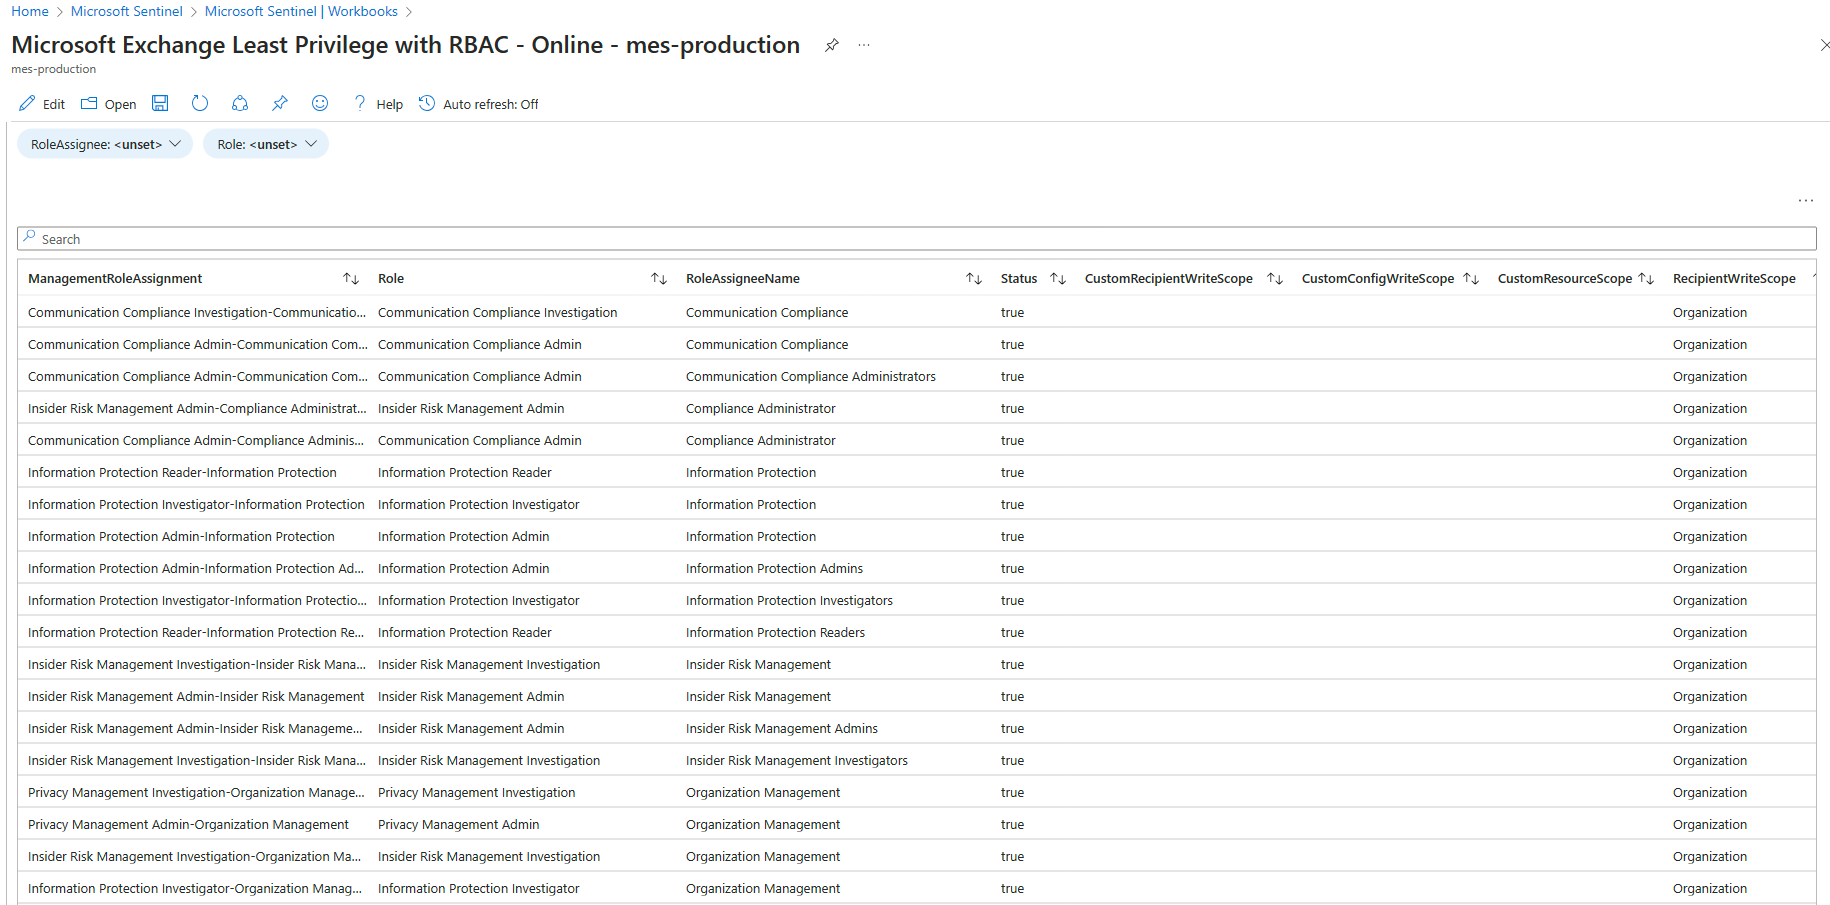 Home > Microsoft Sentinel > Microsoft Sentinel | Workbooks >
Microsoft Exchange Least Privilege with RBAC - Online - mes-production ...
mes-production
Edit Open Help Auto refresh: Off
RoleAssignee: <unset> Role: <unset>
...
Search
ManagementRoleAssignment ↑↓ Role ↑↓ RoleAssigneeName ↑↓ Status ↑↓ CustomRecipientWriteScope ↑↓ CustomConfigWriteScope ↑↓ CustomResourceScope ↑↓ RecipientWriteScope
Communication Compliance Investigation-Communicatio... Communication Compliance Investigation Communication Compliance true Organization
Communication Compliance Admin-Communication Com... Communication Compliance Admin Communication Compliance true Organization
Communication Compliance Admin-Communication Com... Communication Compliance Admin Communication Compliance Administrators true Organization
Insider Risk Management Admin-Compliance Administrat... Insider Risk Management Admin Compliance Administrator true Organization
Communication Compliance Admin-Compliance Adminis... Communication Compliance Admin Compliance Administrator true Organization
Information Protection Reader-Information Protection Information Protection Reader Information Protection true Organization
Information Protection Investigator-Information Protection Information Protection Investigator Information Protection true Organization
Information Protection Admin-Information Protection Information Protection Admin Information Protection true Organization
Information Protection Admin-Information Protection Ad... Information Protection Admin Information Protection Admins true Organization
Information Protection Investigator-Information Protectio... Information Protection Investigator Information Protection Investigators true Organization
Information Protection Reader-Information Protection Re... Information Protection Reader Information Protection Readers true Organization
Insider Risk Management Investigation-Insider Risk Mana... Insider Risk Management Investigation Insider Risk Management true Organization
Insider Risk Management Admin-Insider Risk Management Insider Risk Management Admin Insider Risk Management true Organization
Insider Risk Management Admin-Insider Risk Manageme... Insider Risk Management Admin Insider Risk Management Admins true Organization
Insider Risk Management Investigation-Insider Risk Mana... Insider Risk Management Investigation Insider Risk Management Investigators true Organization
Privacy Management Investigation-Organization Manage... Privacy Management Investigation Organization Management true Organization
Privacy Management Admin-Organization Management Privacy Management Admin Organization Management true Organization
Insider Risk Management Investigation-Organization Ma... Insider Risk Management Investigation Organization Management true Organization
Information Protection Investigator-Organization Manag... Information Protection Investigator Organization Management true Organization